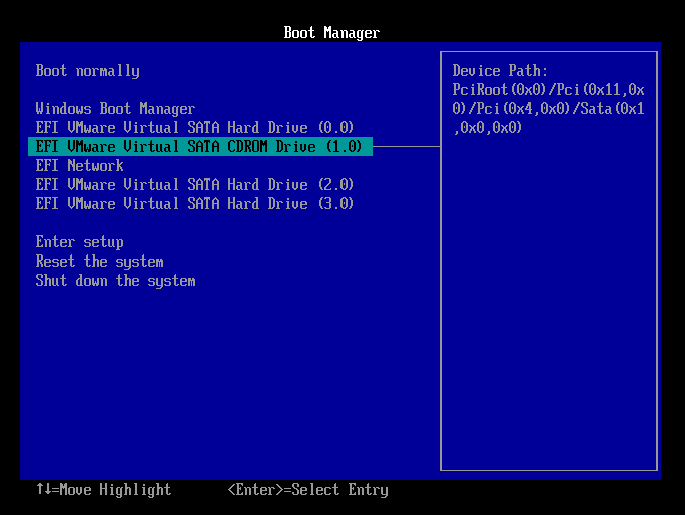 Boot Manager
Boot normally
Windows Boot Manager
EFI VMware Virtual SATA Hard Drive (0.0)
EFI VMware Virtual SATA CDROM Drive (1.0)
EFI Network
EFI VMware Virtual SATA Hard Drive (2.0)
EFI VMware Virtual SATA Hard Drive (3.0)
Enter setup
Reset the system
Shut down the system
Device Path:
PciRoot(0x0)/Pci(0x11,0x
0)/Pci(0x4,0x0)/Sata(0x1
,0x0,0x0)
↑↓=Move Highlight <Enter>=Select Entry